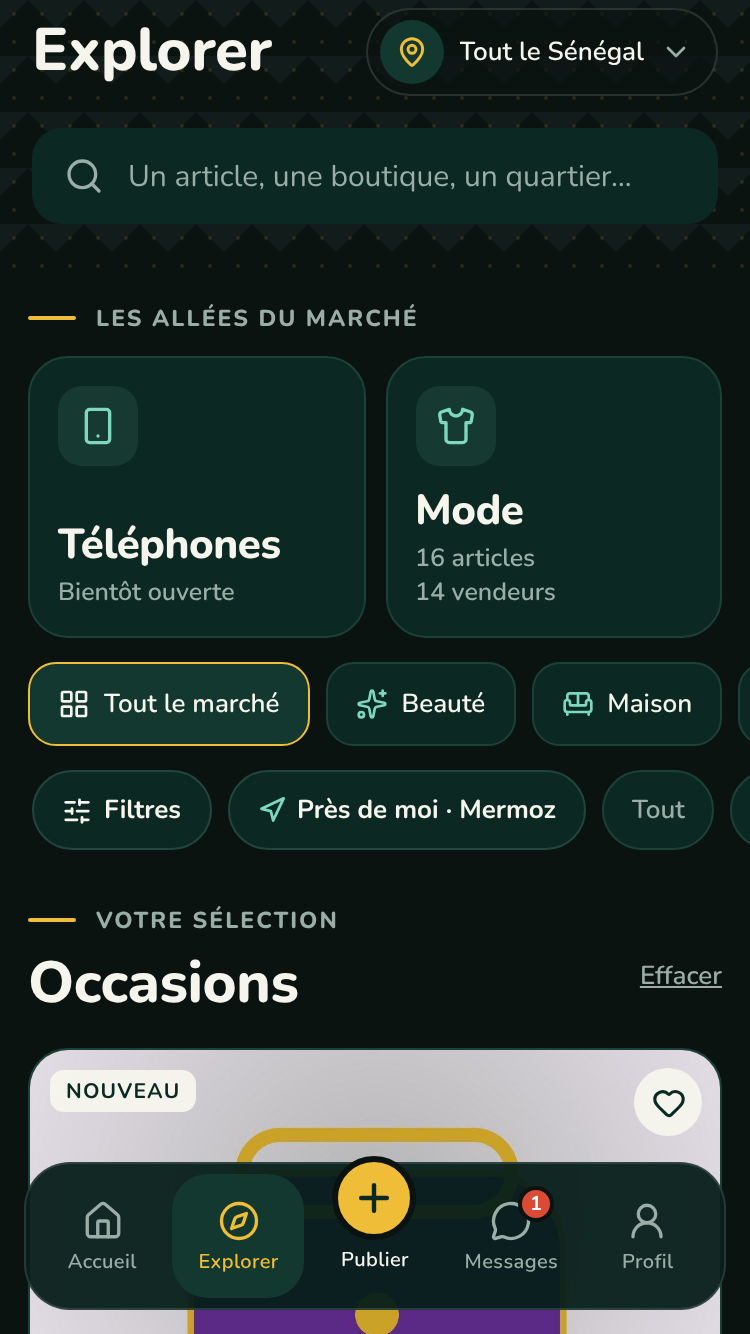 Explorer
Tout le Sénégal
Un article, une boutique, un quartier...
LES ALLÉES DU MARCHÉ
Téléphones
Bientôt ouverte
Mode
16 articles
14 vendeurs
Tout le marché
Beauté
Maison
Filtres
Près de moi · Mermoz
Tout
VOTRE SÉLECTION
Occasions
Effacer
NOUVEAU
1
Accueil
Explorer
Publier
Messages
Profil